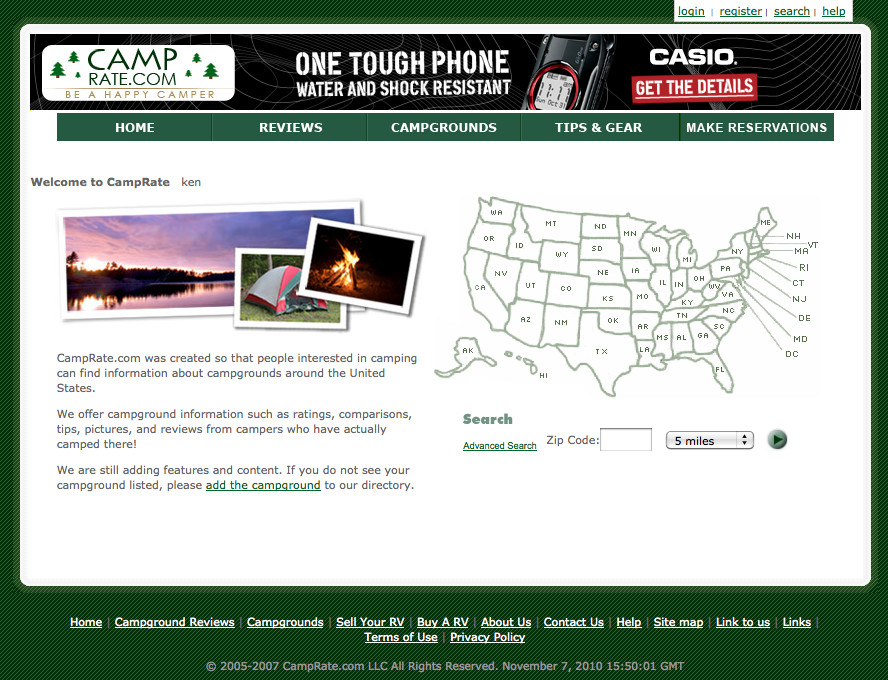 login | register | search | help
CAMP
RATE.COM
BE A HAPPY CAMPER
ONE TOUGH PHONE
WATER AND SHOCK RESISTANT
11:11
Sun Oct 31
CASIO.
GET THE DETAILS
HOME REVIEWS CAMPGROUNDS TIPS & GEAR MAKE RESERVATIONS
Welcome to CampRate ken
WA
MT
ND
MN
ME
OR
ID
SD
WI
MI
NY
NH
VT
MA
WY
NE
IA
PA
RI
NV
UT
CO
IL
IN
OH
WV
VA
CT
CA
KS
MO
KY
NJ
AZ
NM
OK
AR
TN
NC
SC
DE
MS
AL
GA
MD
AK
TX
LA
DC
HI
FL
CampRate.com was created so that people interested in camping
can find information about campgrounds around the United
States.
We offer campground information such as ratings, comparisons,
tips, pictures, and reviews from campers who have actually
camped there!
We are still adding features and content. If you do not see your
campground listed, please add the campground to our directory.
Search
Advanced Search Zip Code: 5 miles
Home | Campground Reviews | Campgrounds | Sell Your RV | Buy A RV | About Us | Contact Us | Help | Site map | Link to us | Links |
Terms of Use | Privacy Policy
© 2005-2007 CampRate.com LLC All Rights Reserved. November 7, 2010 15:50:01 GMT